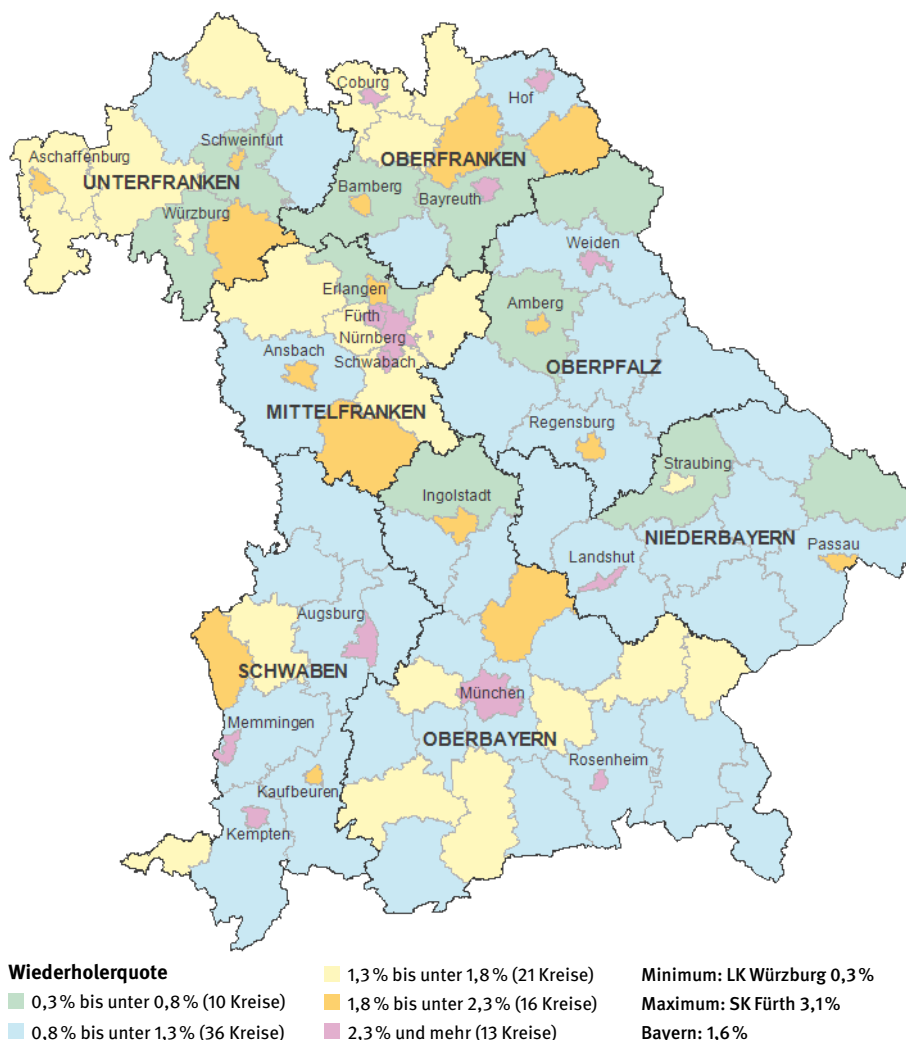 Coburg
Hof
Schweinfurt
Aschaffenburg
OBERFRANKEN
UNTERFRANKEN
Bamberg
Bayreuth
Würzburg
Weiden
Erlangen
Amberg
Fürth
Nürnberg
Ansbach
Schwabach
OBERPFALZ
MITTELFRANKEN
Regensburg
Straubing
Ingolstadt
NIEDERBAYERN
Passau
Landshut
Augsburg
SCHWABEN
München
Memmingen
OBERBAYERN
Rosenheim
Kaufbeuren
Kempten
Wiederholerquote
0,3 % bis unter 0,8 % (10 Kreise)
0,8 % bis unter 1,3 % (36 Kreise)
1,3 % bis unter 1,8 % (21 Kreise)
1,8 % bis unter 2,3 % (16 Kreise)
2,3 % und mehr (13 Kreise)
Minimum: LK Würzburg 0,3 %
Maximum: SK Fürth 3,1 %
Bayern: 1,6 %